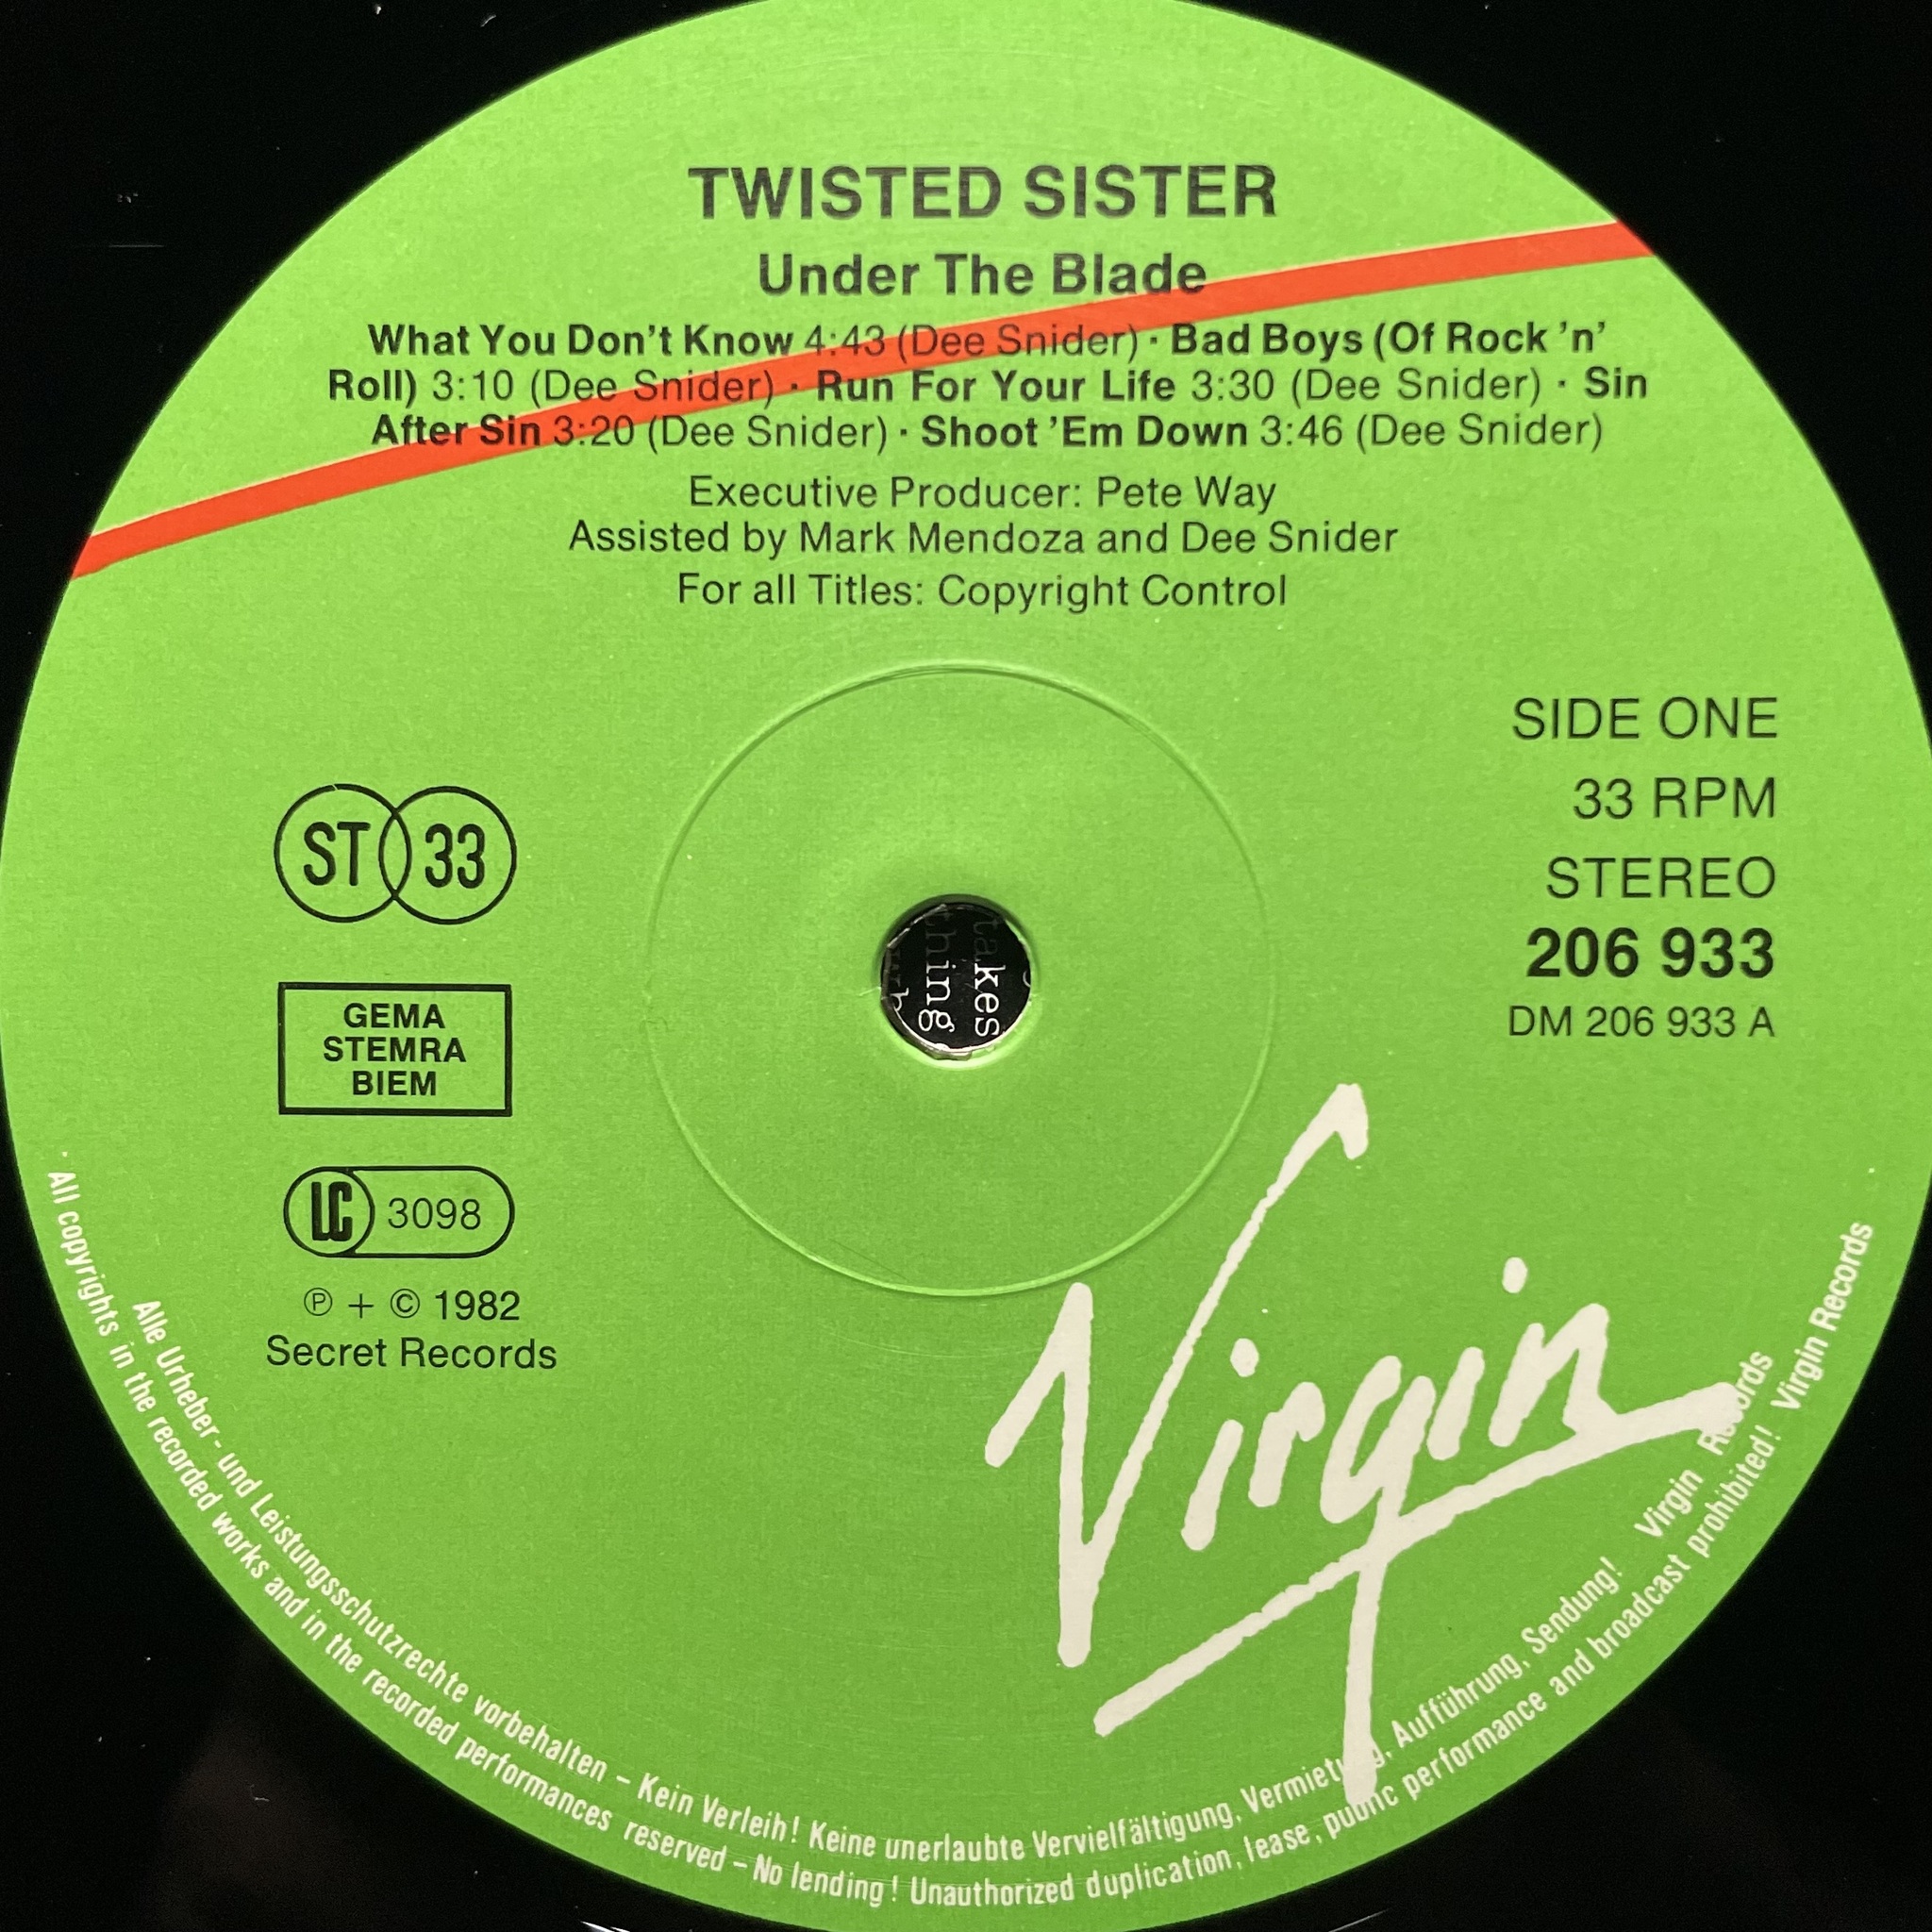 TWISTED SISTER
Under The Blade
What You Don't Know 4:43 (Dee Snider) · Bad Boys (Of Rock 'n'
Roll) 3:10 (Dee Snider) · Run For Your Life 3:30 (Dee Snider) · Sin
After Sin 3:20 (Dee Snider) · Shoot 'Em Down 3:46 (Dee Snider)
Executive Producer: Pete Way
Assisted by Mark Mendoza and Dee Snider
For all Titles: Copyright Control
SIDE ONE
33 RPM
STEREO
206 933
DM 206 933 A
ST 33
GEMA
STEMRA
BIEM
LC 3098
℗ + © 1982
Secret Records
takes
thing
Virgin
Alle Urheber- und Leistungsschutzrechte vorbehalten – Kein Verleih! Keine unerlaubte Vervielfältigung, Vermietung, Aufführung, Sendung! Virgin Records
· All copyrights in the recorded works and in the recorded performances reserved – No lending! Unauthorized duplication, lease, public performance and broadcast prohibited! Virgin Records